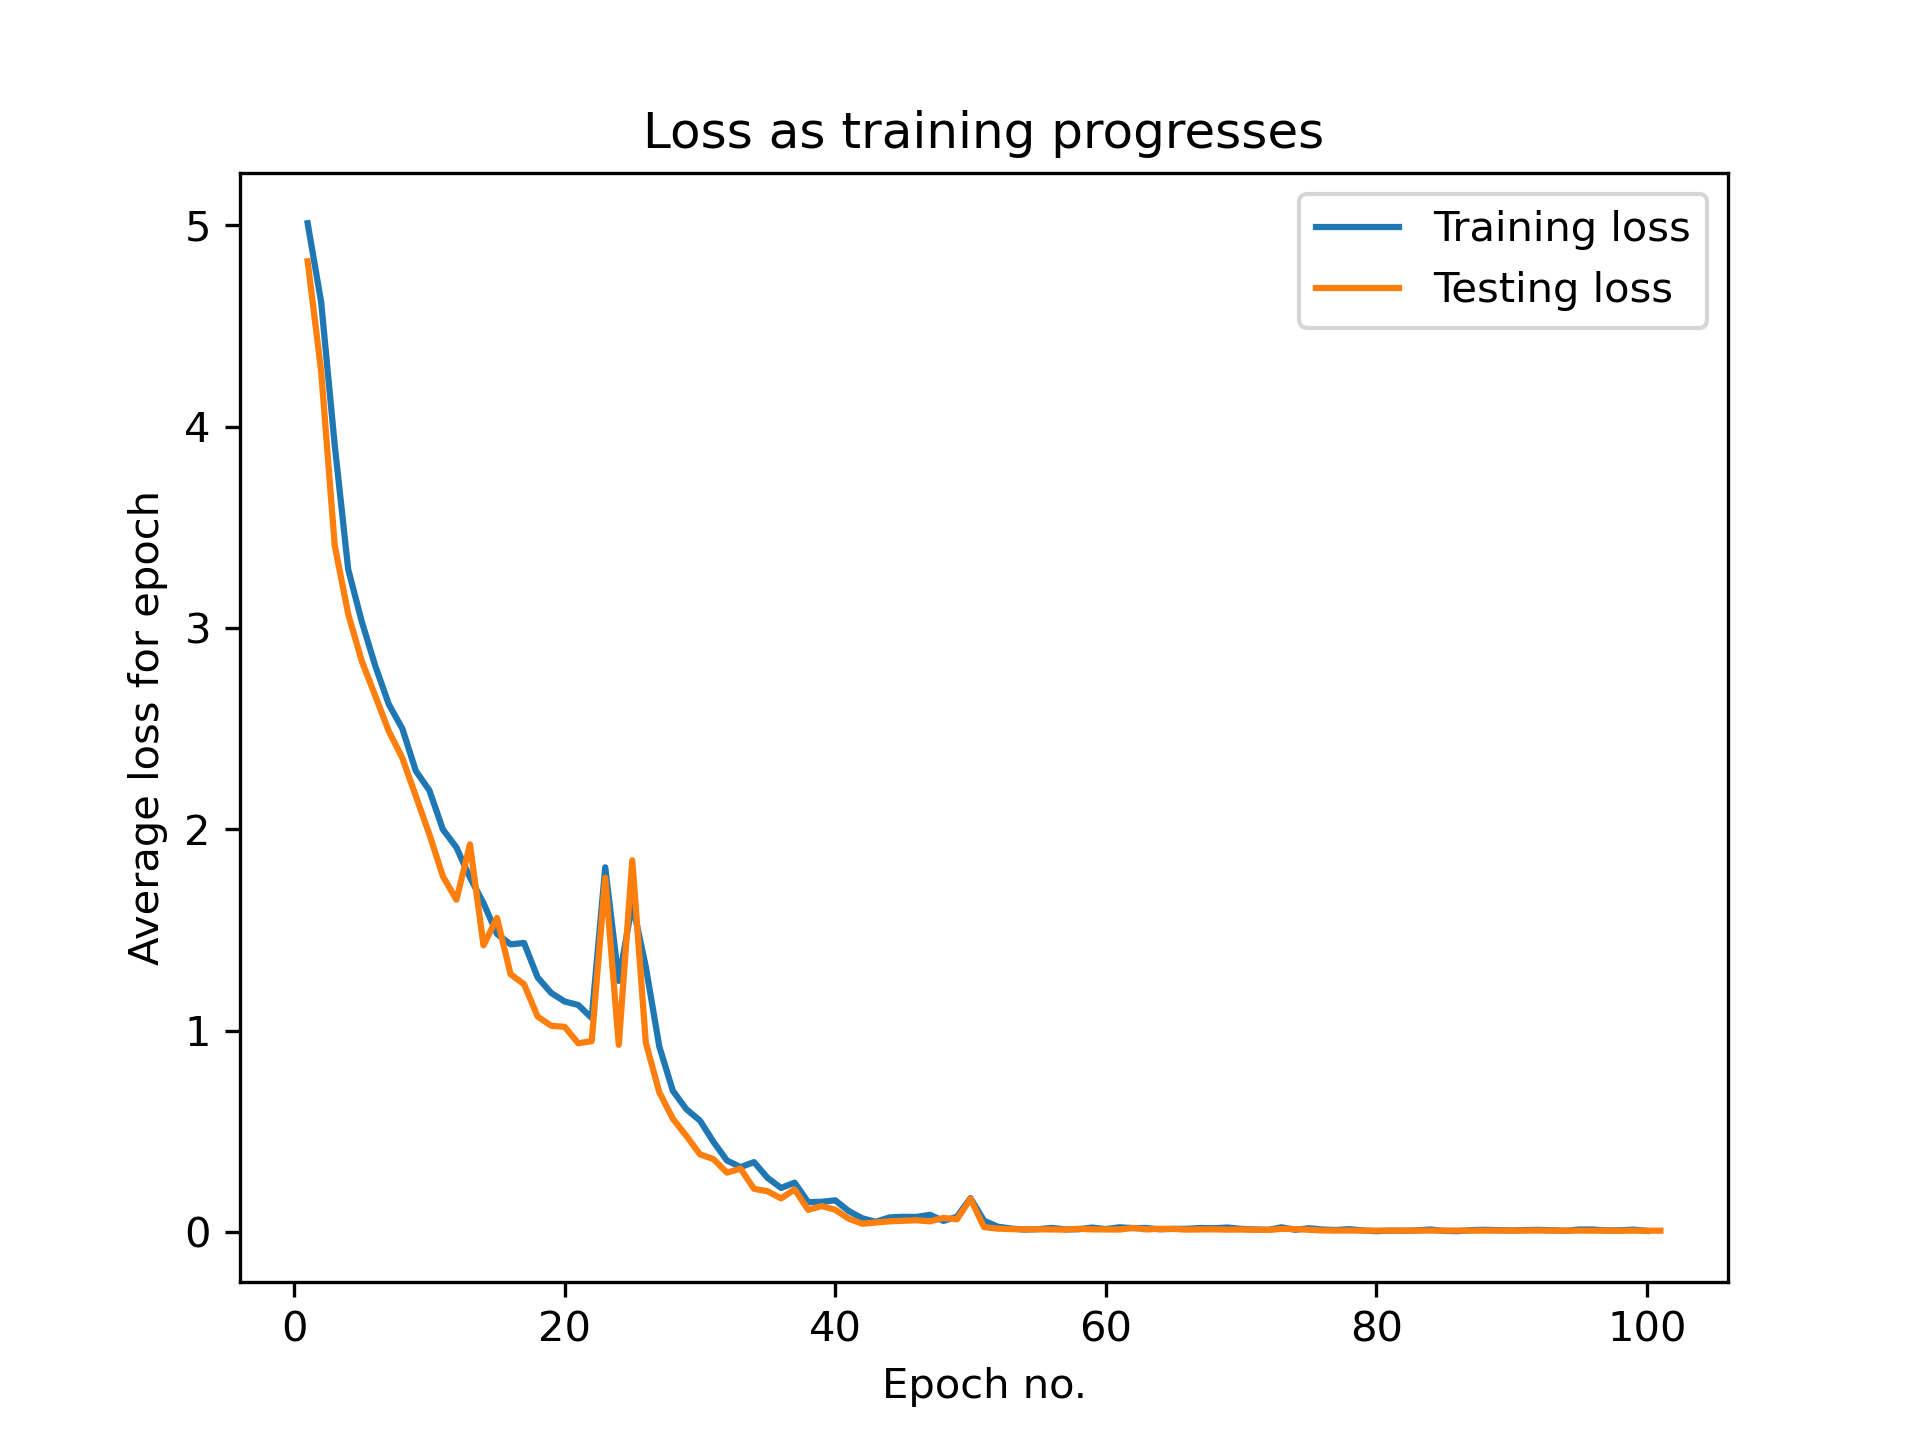 Loss as training progresses
Training loss
Testing loss
5
4
3
2
1
0
Average loss for epoch
0 20 40 60 80 100
Epoch no.